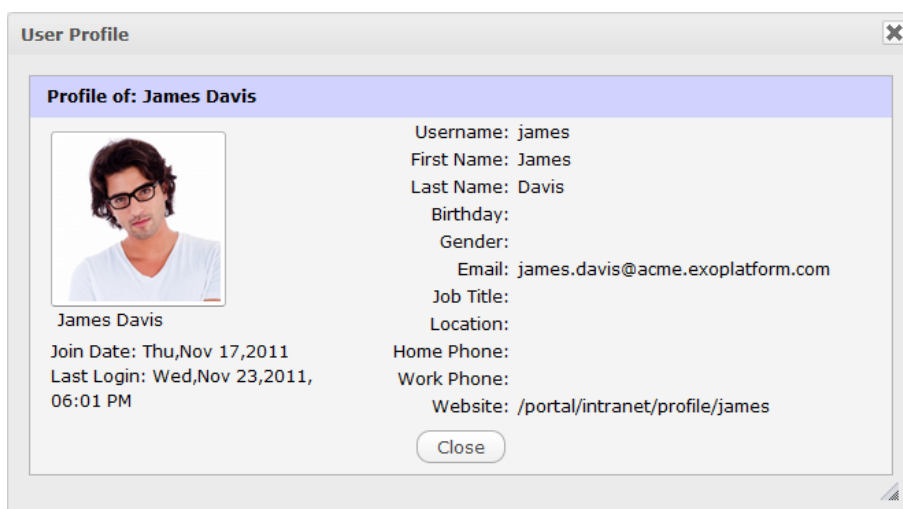 User Profile
Profile of: James Davis
James Davis
Join Date: Thu,Nov 17,2011
Last Login: Wed,Nov 23,2011,
06:01 PM
Username: james
First Name: James
Last Name: Davis
Birthday:
Gender:
Email: james.davis@acme.exoplatform.com
Job Title:
Location:
Home Phone:
Work Phone:
Website: /portal/intranet/profile/james
Close